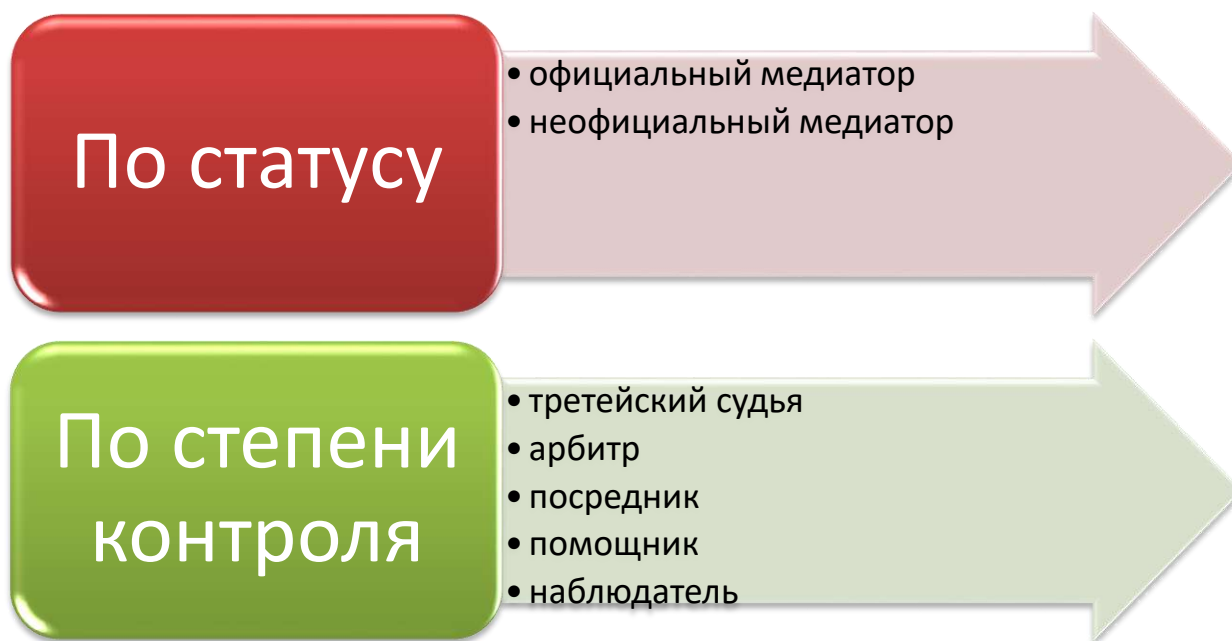 По статусу
• официальный медиатор
• неофициальный медиатор
По степени
контроля
• третейский судья
• арбитр
• посредник
• помощник
• наблюдатель